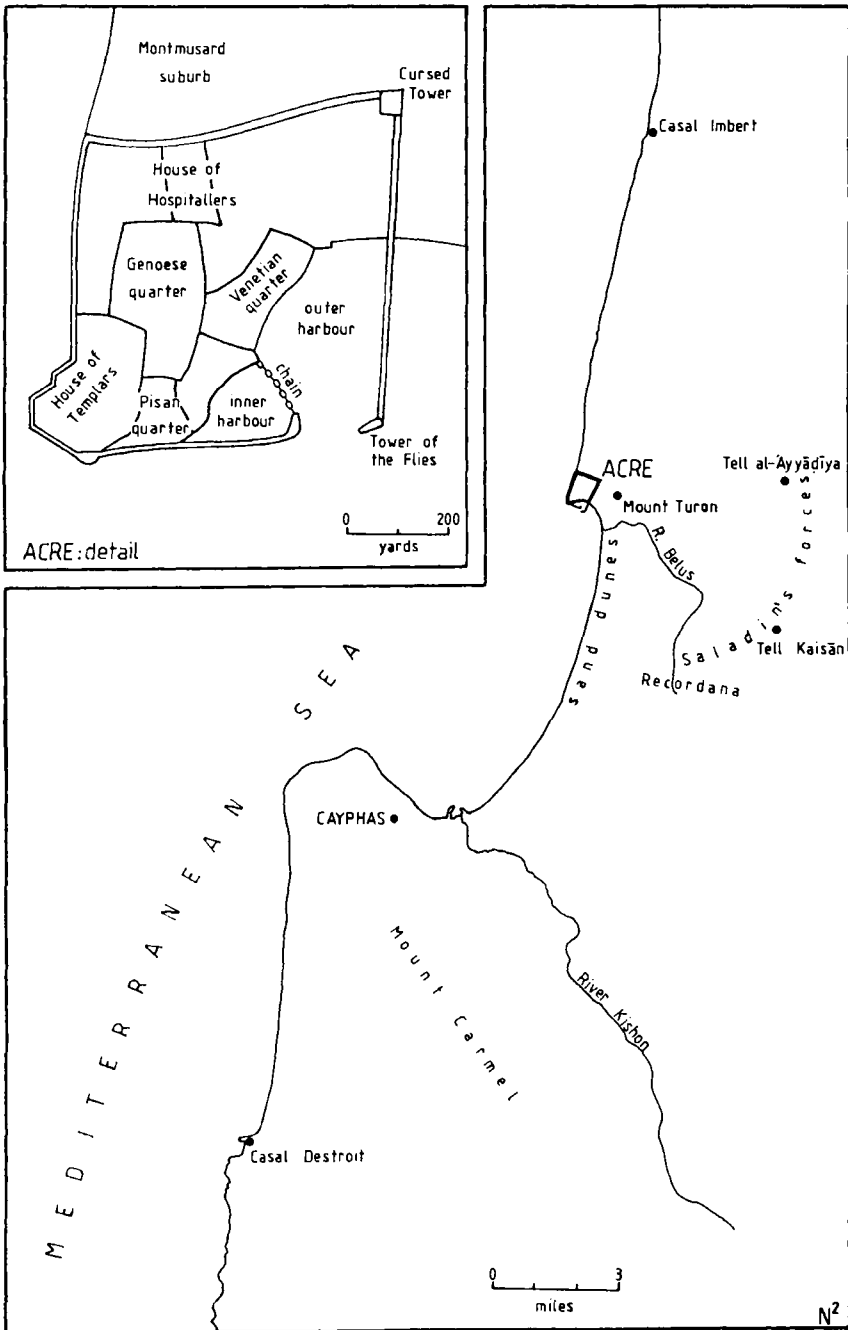 Montmusard
suburb
Cursed
Tower
House of
Hospitallers
Genoese
quarter
Venetian
quarter
outer
harbour
House of
Templars
Pisan
quarter
inner
harbour
chain
Tower of
the Flies
0 200
yards
ACRE: detail
Casal Imbert
ACRE
Mount Turon
Tell al-'Ayyāḍīya
R. Belus
Saladin's forces
Tell Kaisān
Recordana
sand dunes
MEDITERRANEAN SEA
CAYPHAS
Mount Carmel
River Kishon
Casal Destroit
0 3
miles
N²